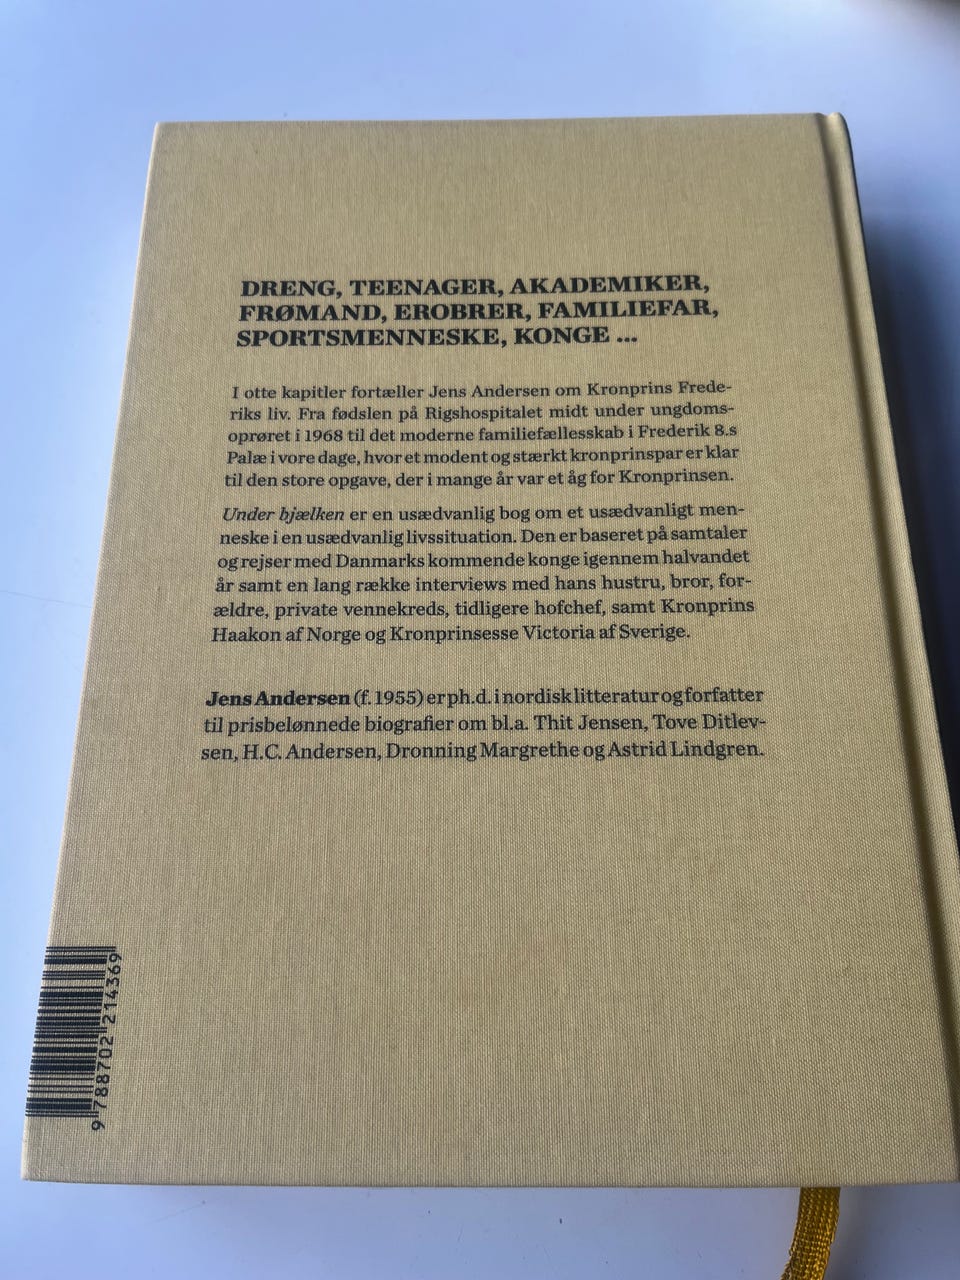 DRENG, TEENAGER, AKADEMIKER,
FRØMAND, EROBRER, FAMILIEFAR,
SPORTSMENNESKE, KONGE ...
I otte kapitler fortæller Jens Andersen om Kronprins Frede-
riks liv. Fra fødslen på Rigshospitalet midt under ungdoms-
oprøret i 1968 til det moderne familiefællesskab i Frederik 8.s
Palæ i vore dage, hvor et modent og stærkt kronprinspar er klar
til den store opgave, der i mange år var et åg for Kronprinsen.
Under bjælken er en usædvanlig bog om et usædvanligt men-
neske i en usædvanlig livssituation. Den er baseret på samtaler
og rejser med Danmarks kommende konge igennem halvandet
år samt en lang række interviews med hans hustru, bror, for-
ældre, private vennekreds, tidligere hofchef, samt Kronprins
Haakon af Norge og Kronprinsesse Victoria af Sverige.
Jens Andersen (f. 1955) er ph.d. i nordisk litteratur og forfatter
til prisbelønnede biografier om bl.a. Thit Jensen, Tove Ditlev-
sen, H.C. Andersen, Dronning Margrethe og Astrid Lindgren.
9 788702 214369